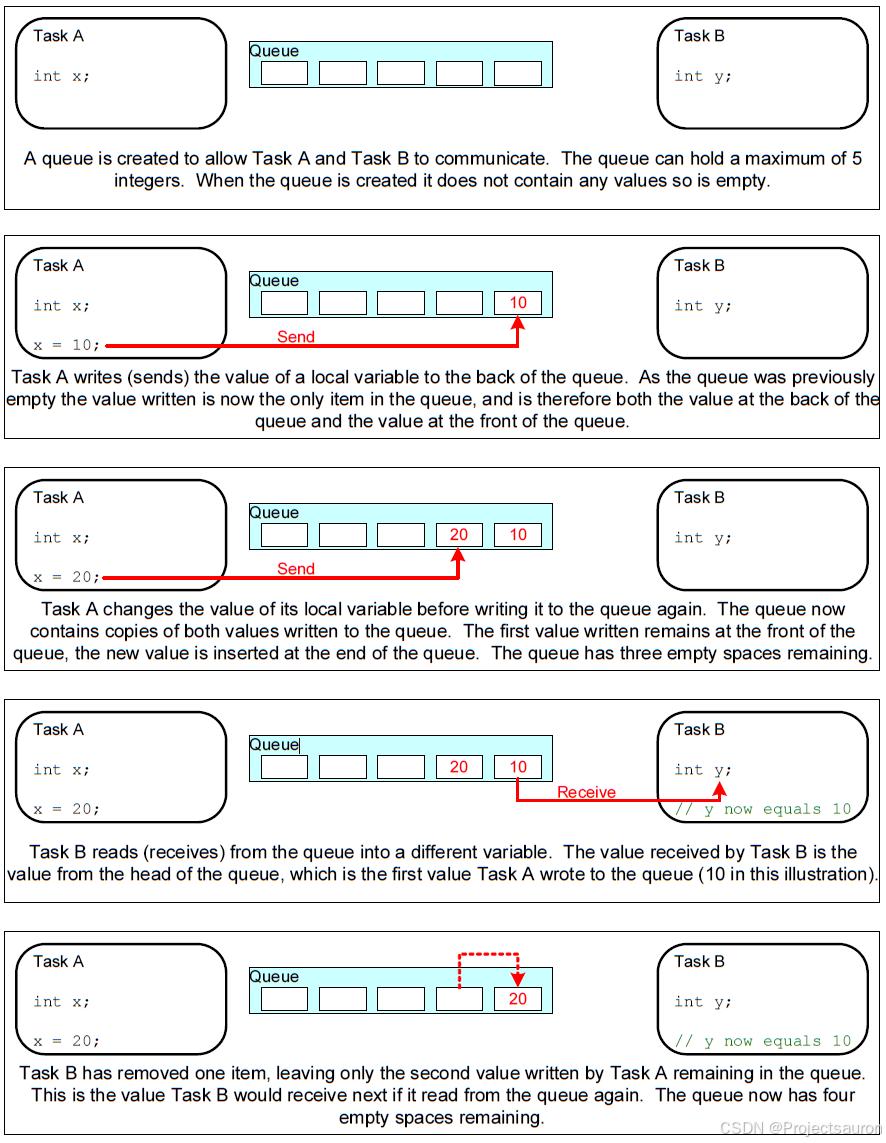 Task A
int x;
Queue
Task B
int y;
A queue is created to allow Task A and Task B to communicate.  The queue can hold a maximum of 5
integers.  When the queue is created it does not contain any values so is empty.
Task A
int x;
x = 10;
Queue
10
Send
Task B
int y;
Task A writes (sends) the value of a local variable to the back of the queue.  As the queue was previously
empty the value written is now the only item in the queue, and is therefore both the value at the back of the
queue and the value at the front of the queue.
Task A
int x;
x = 20;
Queue
20 10
Send
Task B
int y;
Task A changes the value of its local variable before writing it to the queue again.  The queue now
contains copies of both values written to the queue.  The first value written remains at the front of the
queue, the new value is inserted at the end of the queue.  The queue has three empty spaces remaining.
Task A
int x;
x = 20;
Queue
20 10
Receive
Task B
int y;
// y now equals 10
Task B reads (receives) from the queue into a different variable.  The value received by Task B is the
value from the head of the queue, which is the first value Task A wrote to the queue (10 in this illustration).
Task A
int x;
x = 20;
Queue
20
Task B
int y;
// y now equals 10
Task B has removed one item, leaving only the second value written by Task A remaining in the queue.
This is the value Task B would receive next if it read from the queue again.  The queue now has four
empty spaces remaining.
CSDN @Projectsauron